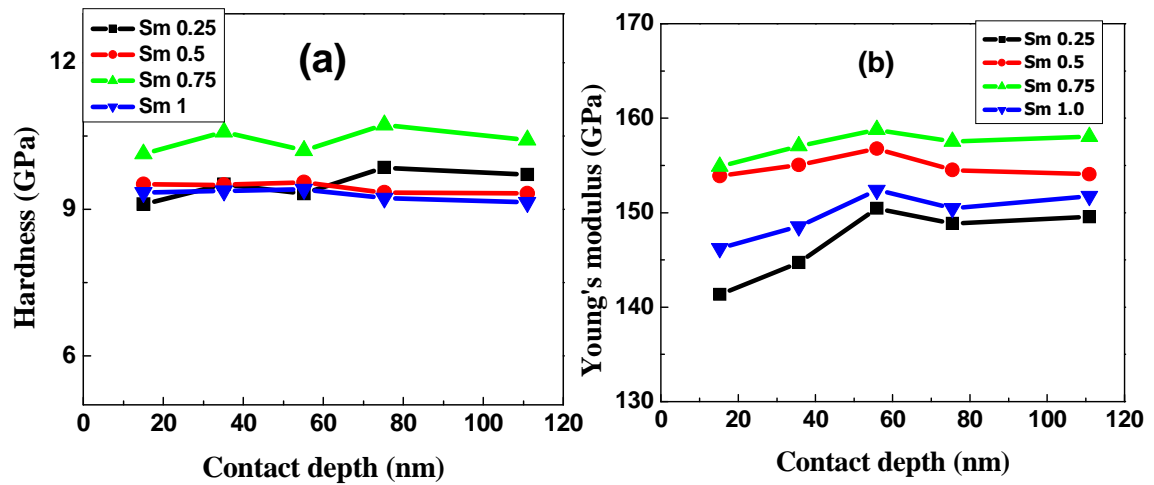 Sm 0.25
Sm 0.5
Sm 0.75
Sm 1
(a)
12
9
6
Hardness (GPa)
0 20 40 60 80 100 120
Contact depth (nm)
Sm 0.25
Sm 0.5
Sm 0.75
Sm 1.0
(b)
170
160
150
140
130
Young's modulus (GPa)
20 40 60 80 100 120
Contact depth (nm)